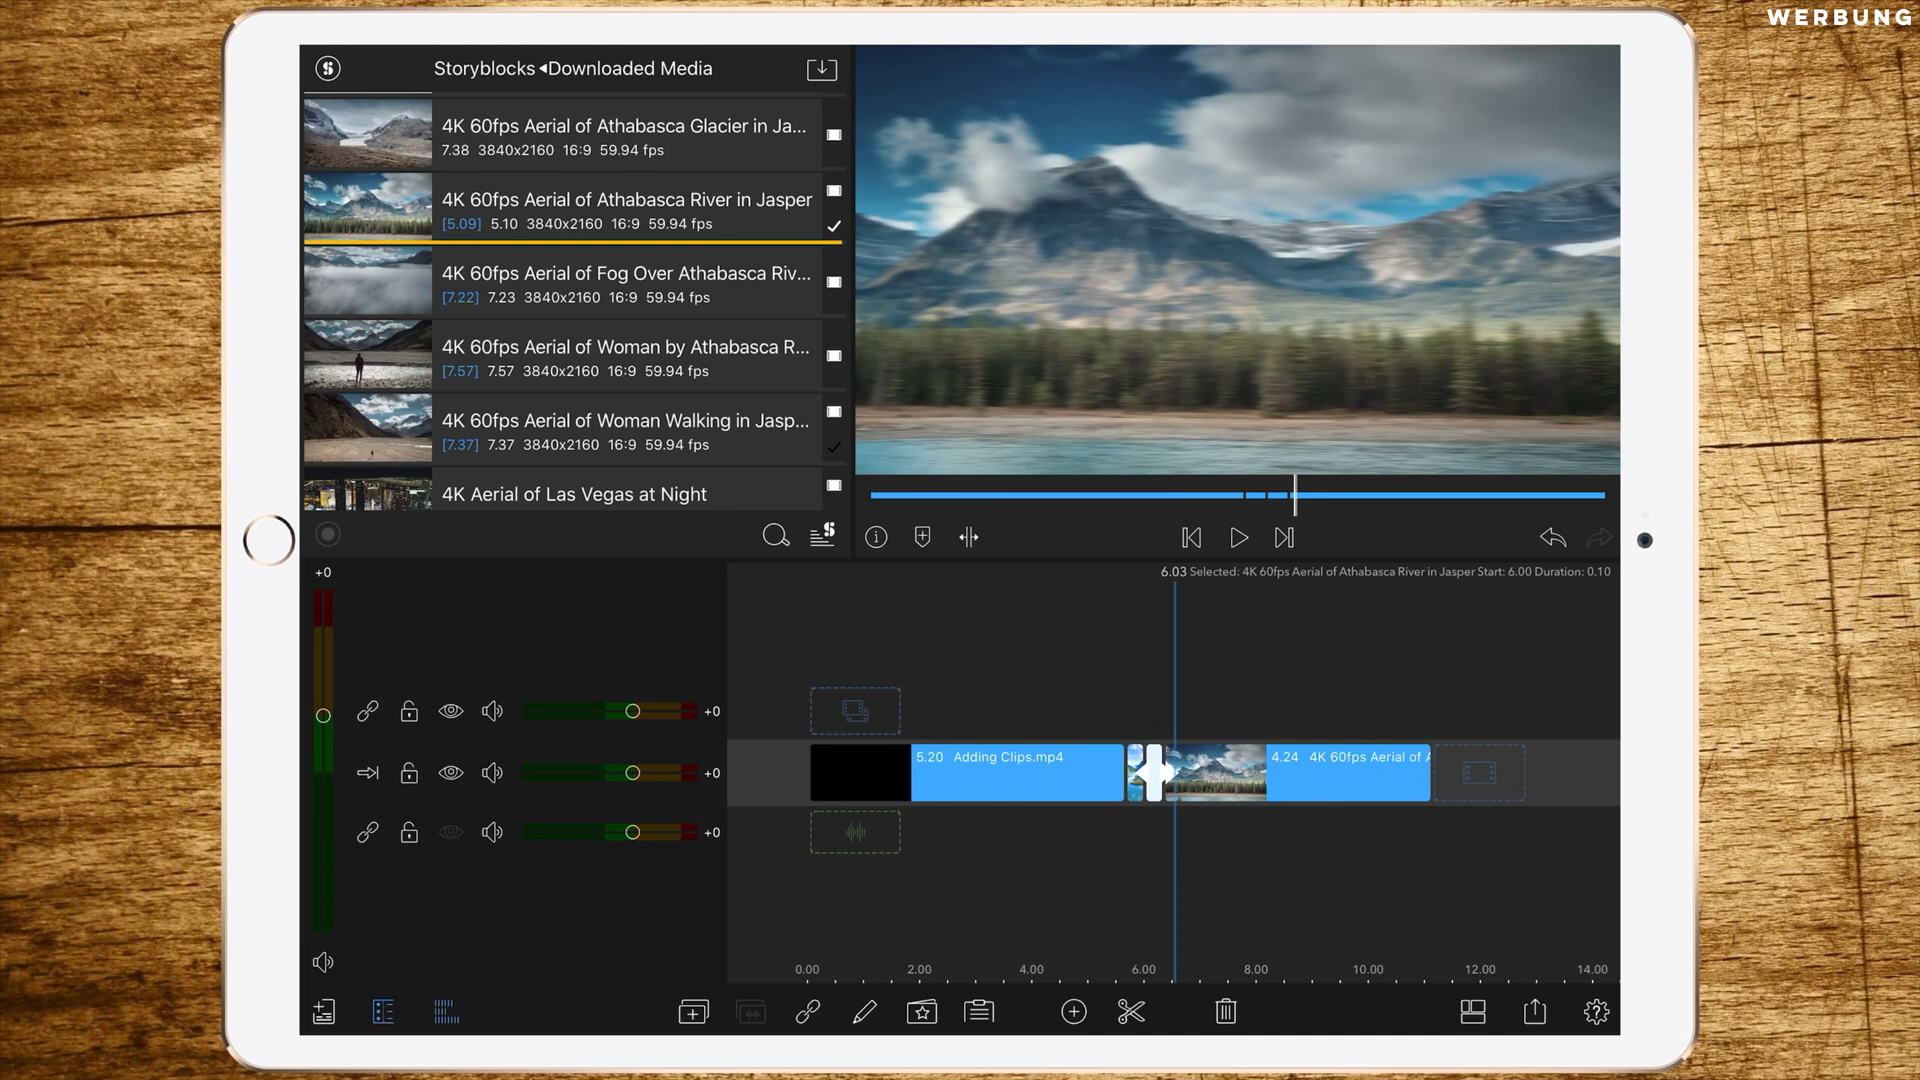 WERBUNG
Storyblocks ◂Downloaded Media
4K 60fps Aerial of Athabasca Glacier in Ja...
7.38 3840x2160 16:9 59.94 fps
4K 60fps Aerial of Athabasca River in Jasper
[5.09] 5.10 3840x2160 16:9 59.94 fps
4K 60fps Aerial of Fog Over Athabasca Riv...
[7.22] 7.23 3840x2160 16:9 59.94 fps
4K 60fps Aerial of Woman by Athabasca R...
[7.57] 7.57 3840x2160 16:9 59.94 fps
4K 60fps Aerial of Woman Walking in Jasp...
[7.37] 7.37 3840x2160 16:9 59.94 fps
4K Aerial of Las Vegas at Night
+0
6.03 Selected: 4K 60fps Aerial of Athabasca River in Jasper Start: 6.00 Duration: 0.10
+0
5.20 Adding Clips.mp4
4.24 4K 60fps Aerial of
+0
+0
0.00 2.00 4.00 6.00 8.00 10.00 12.00 14.00